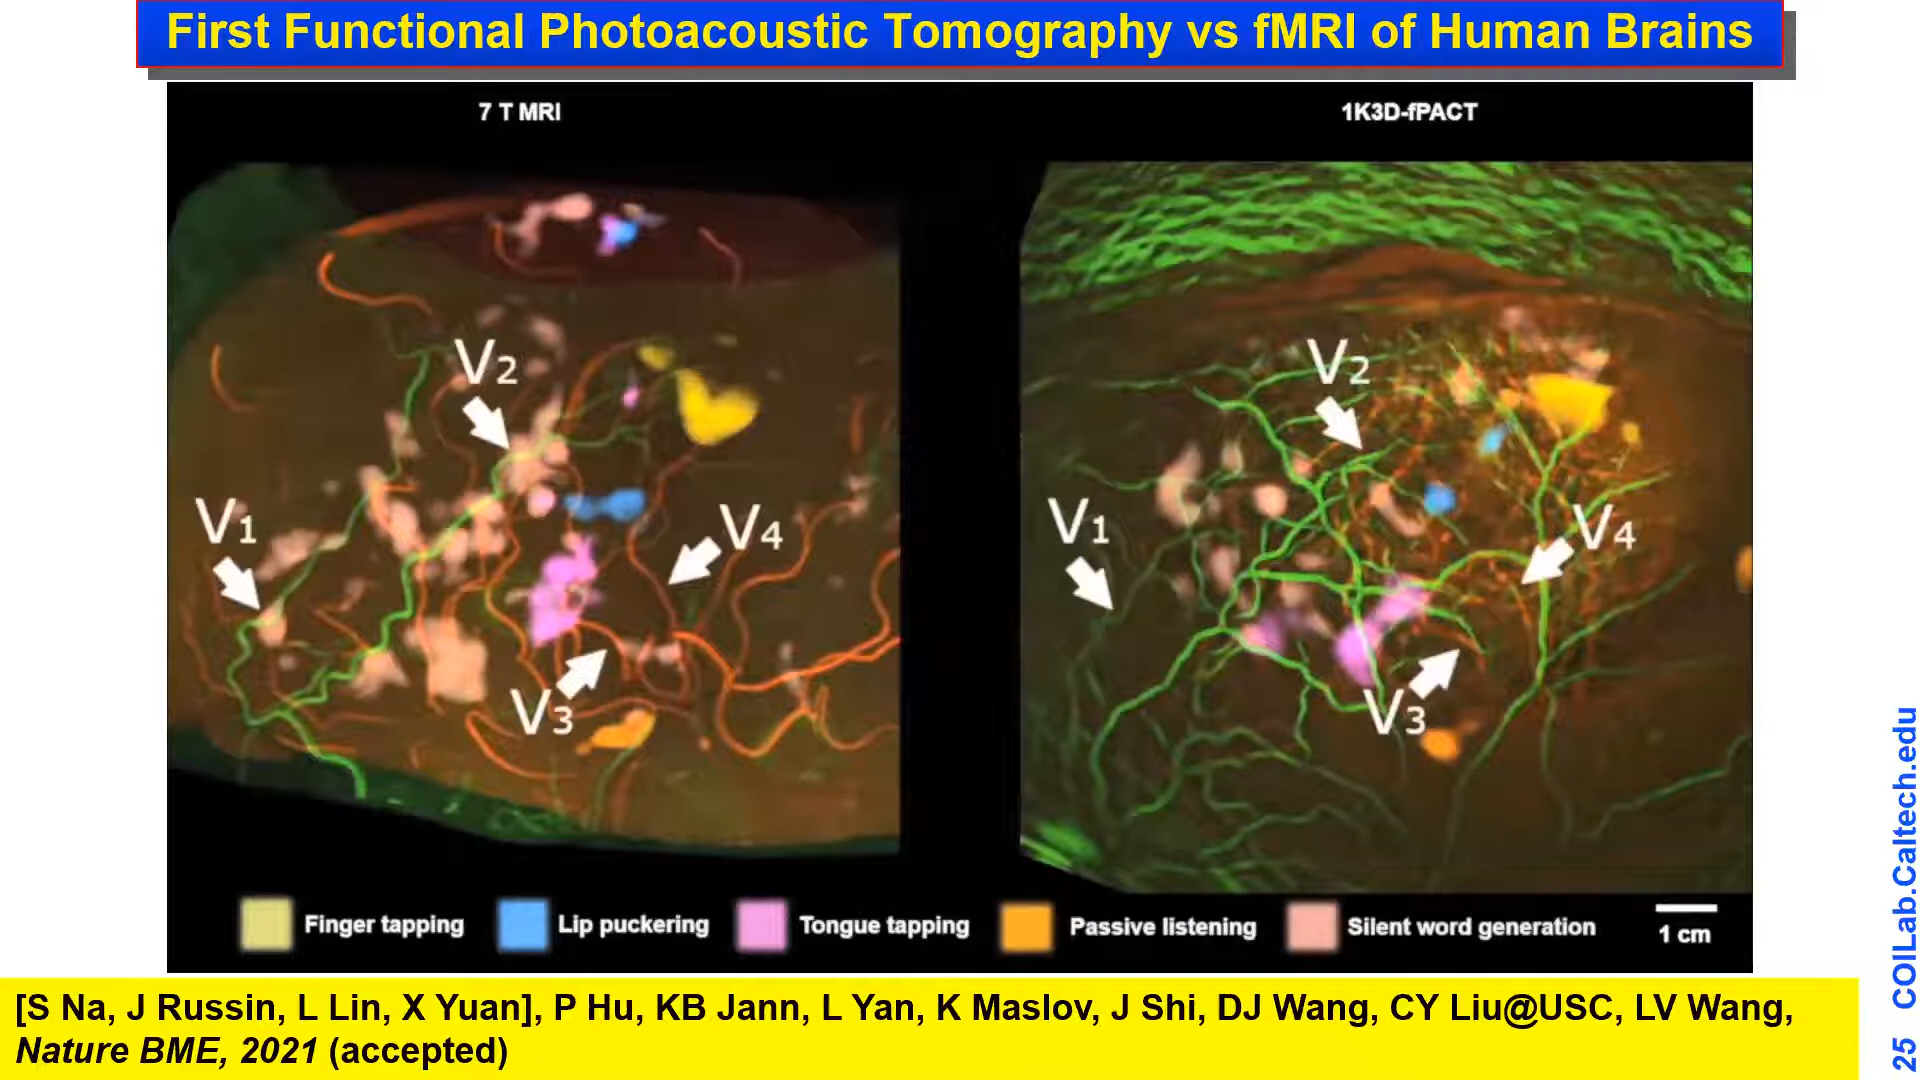 First Functional Photoacoustic Tomography vs fMRI of Human Brains
7 T MRI
1K3D-fPACT
V2
V1
V4
V3
V2
V1
V4
V3
Finger tapping
Lip puckering
Tongue tapping
Passive listening
Silent word generation
1 cm
[S Na, J Russin, L Lin, X Yuan], P Hu, KB Jann, L Yan, K Maslov, J Shi, DJ Wang, CY Liu@USC, LV Wang,
Nature BME, 2021 (accepted)
25 COILab.Caltech.edu